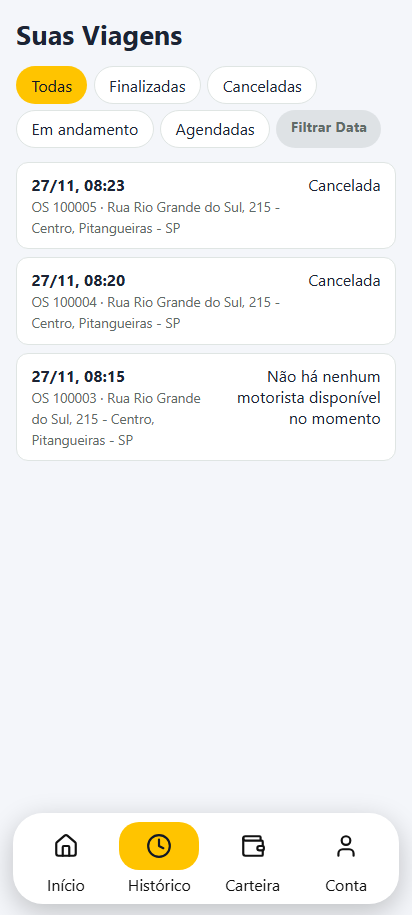 Suas Viagens
Todas
Finalizadas
Canceladas
Em andamento
Agendadas
Filtrar Data
27/11, 08:23
Cancelada
OS 100005 · Rua Rio Grande do Sul, 215 -
Centro, Pitangueiras - SP
27/11, 08:20
Cancelada
OS 100004 · Rua Rio Grande do Sul, 215 -
Centro, Pitangueiras - SP
27/11, 08:15
Não há nenhum
motorista disponível
no momento
OS 100003 · Rua Rio Grande
do Sul, 215 - Centro,
Pitangueiras - SP
Início
Histórico
Carteira
Conta